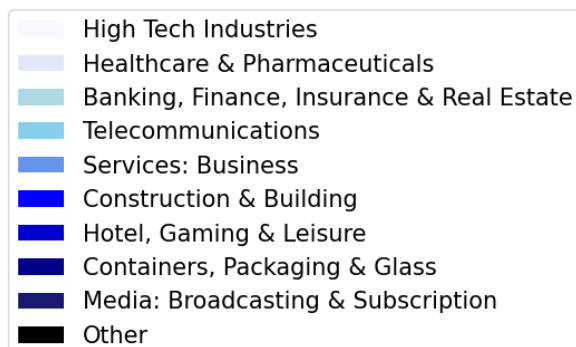 High Tech Industries
Healthcare & Pharmaceuticals
Banking, Finance, Insurance & Real Estate
Telecommunications
Services: Business
Construction & Building
Hotel, Gaming & Leisure
Containers, Packaging & Glass
Media: Broadcasting & Subscription
Other